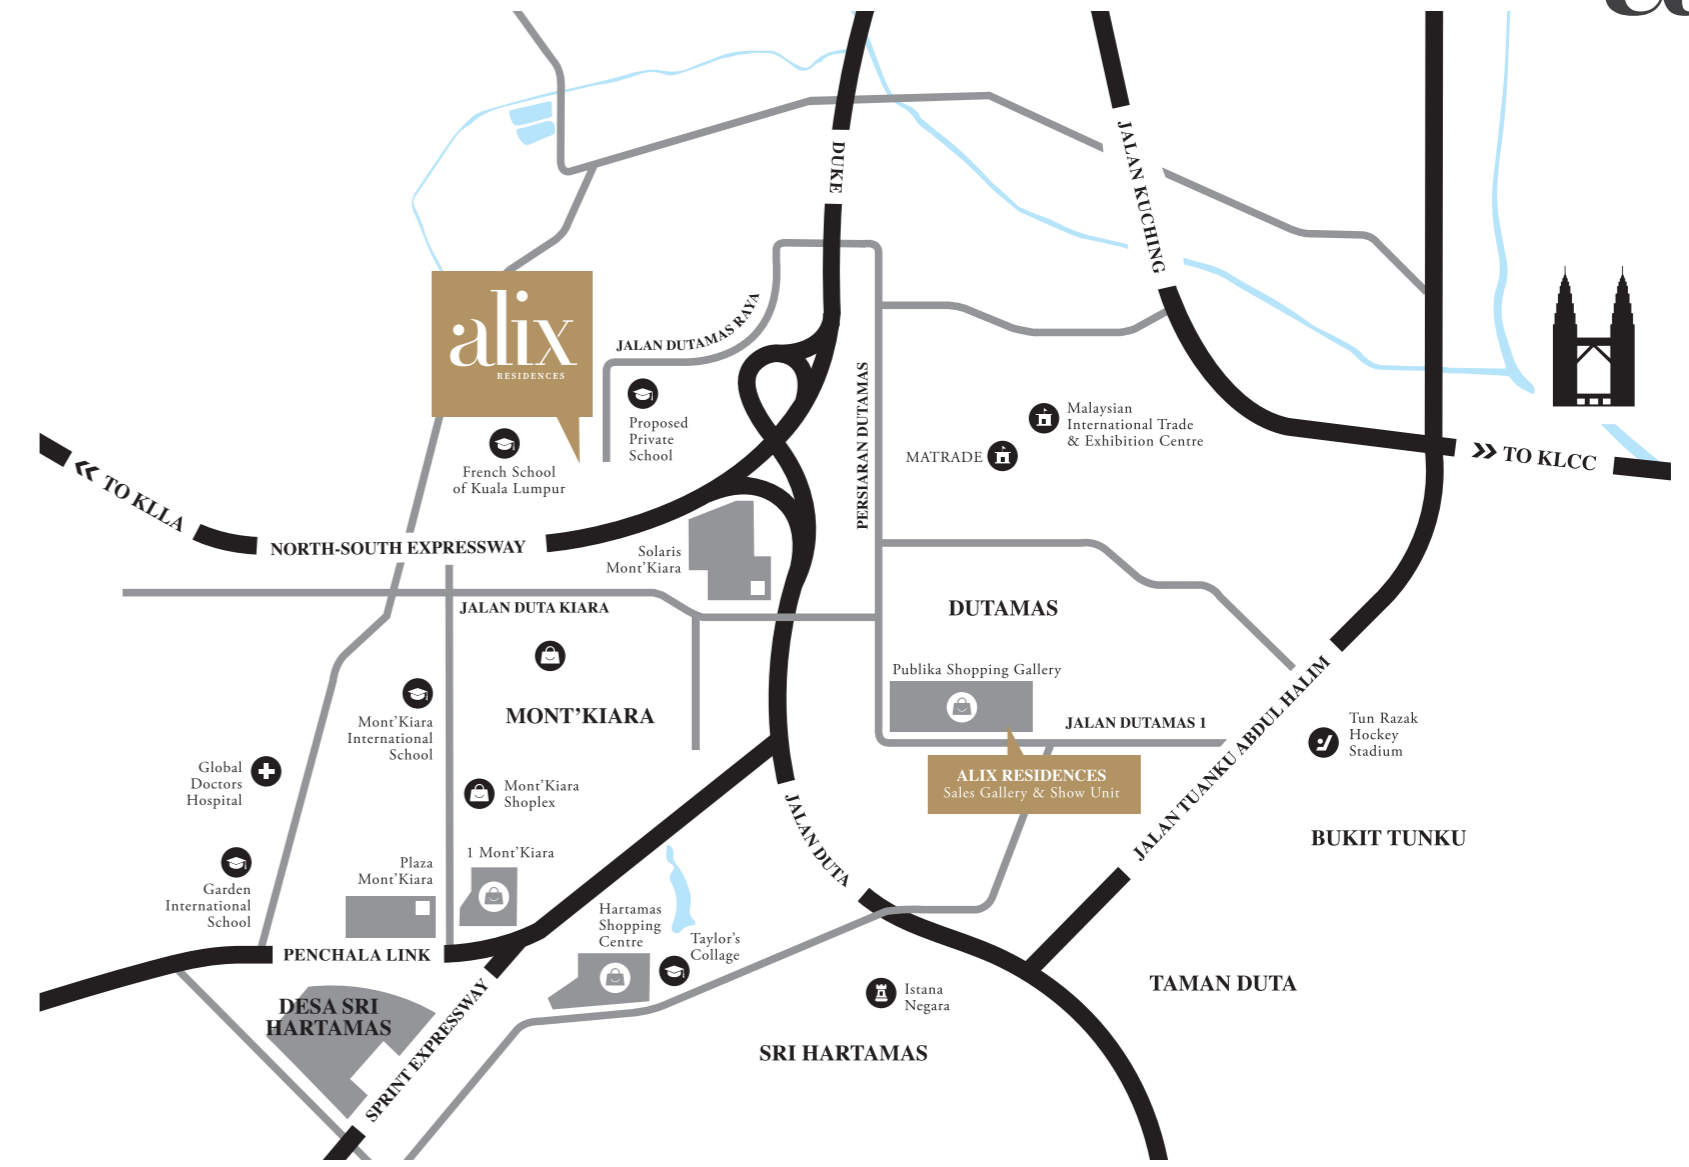 DUKE
JALAN KUCHING
alix
RESIDENCES
JALAN DUTAMAS RAYA
Proposed
Private
School
French School
of Kuala Lumpur
PERSIARAN DUTAMAS
Malaysian
International Trade
& Exhibition Centre
MATRADE
TO KLCC
TO KLLA
NORTH-SOUTH EXPRESSWAY
Solaris
Mont'Kiara
JALAN DUTA KIARA
DUTAMAS
MONT'KIARA
Publika Shopping Gallery
JALAN DUTAMAS 1
ALIX RESIDENCES
Sales Gallery & Show Unit
JALAN TUANKU ABDUL HALIM
Tun Razak
Hockey
Stadium
Mont'Kiara
International
School
Global
Doctors
Hospital
Mont'Kiara
Shoplex
JALAN DUTA
BUKIT TUNKU
1 Mont'Kiara
Plaza
Mont'Kiara
Garden
International
School
Hartamas
Shopping
Centre
Taylor's
Collage
PENCHALA LINK
DESA SRI
HARTAMAS
SPRINT EXPRESSWAY
Istana
Negara
TAMAN DUTA
SRI HARTAMAS